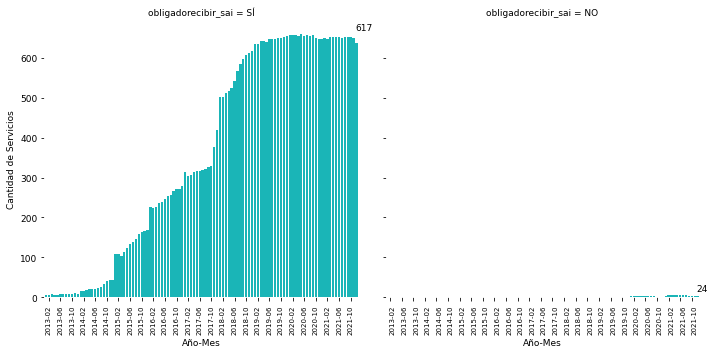 obligadorecibir_sai = SÍ
obligadorecibir_sai = NO
617
24
Cantidad de Servicios
600
500
400
300
200
100
0
2013-02 2013-06 2013-10 2014-02 2014-06 2014-10 2015-02 2015-06 2015-10 2016-02 2016-06 2016-10 2017-02 2017-06 2017-10 2018-02 2018-06 2018-10 2019-02 2019-06 2019-10 2020-02 2020-06 2020-10 2021-02 2021-06 2021-10
Año-Mes
2013-02 2013-06 2013-10 2014-02 2014-06 2014-10 2015-02 2015-06 2015-10 2016-02 2016-06 2016-10 2017-02 2017-06 2017-10 2018-02 2018-06 2018-10 2019-02 2019-06 2019-10 2020-02 2020-06 2020-10 2021-02 2021-06 2021-10
Año-Mes